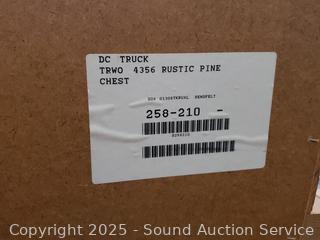 DC TRUCK
TRWO 4356 RUSTIC PINE
CHEST
258-210 -
Copyright 2025 - Sound Auction Service